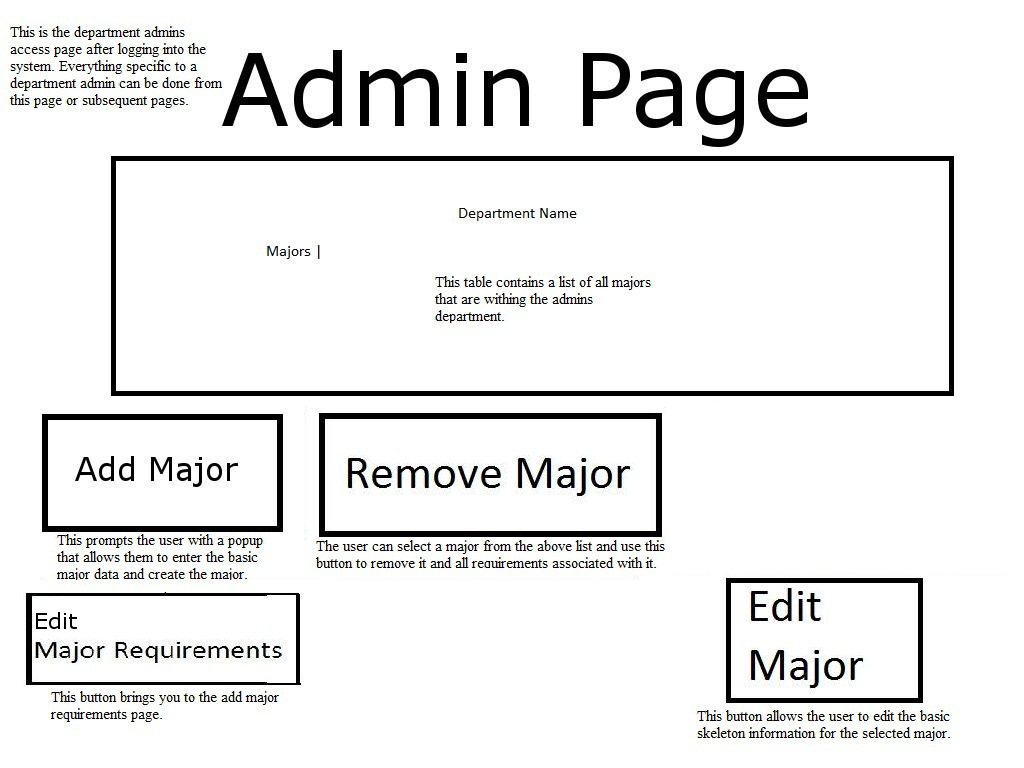 This is the department admins
access page after logging into the
system. Everything specific to a
department admin can be done from
this page or subsequent pages.
Admin Page
Department Name
Majors |
This table contains a list of all majors
that are withing the admins
department.
Add Major
Remove Major
This prompts the user with a popup
that allows them to enter the basic
major data and create the major.
The user can select a major from the above list and use this
button to remove it and all requirements associated with it.
Edit
Major Requirements
This button brings you to the add major
requirements page.
Edit
Major
This button allows the user to edit the basic
skeleton information for the selected major.